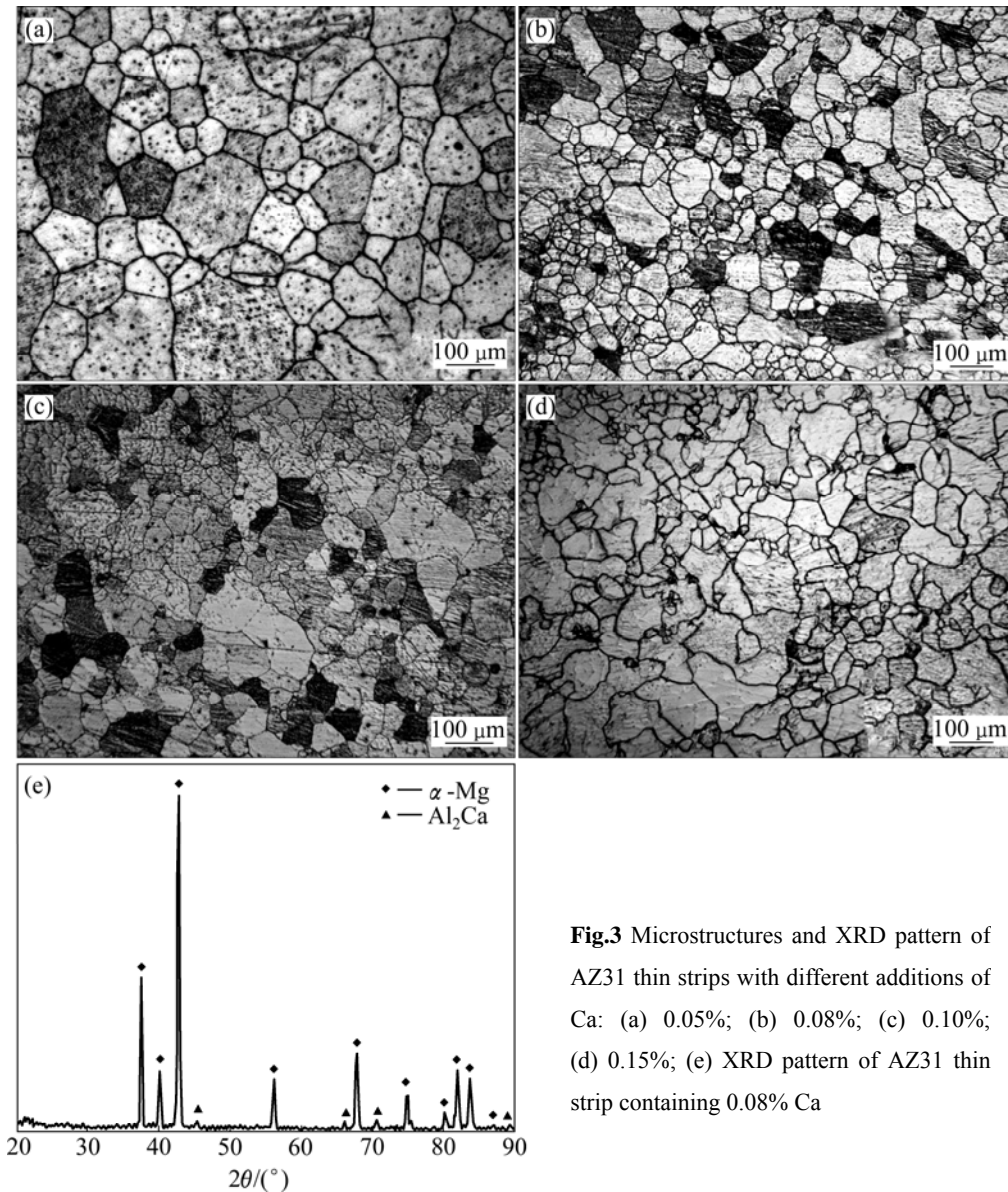 (a)
100 μm
(b)
100 μm
(c)
100 μm
(d)
100 μm
(e)
◆ — α-Mg
▲ — Al₂Ca
20 30 40 50 60 70 80 90
2θ/(°)
Fig.3 Microstructures and XRD pattern of
AZ31 thin strips with different additions of
Ca: (a) 0.05%; (b) 0.08%; (c) 0.10%;
(d) 0.15%; (e) XRD pattern of AZ31 thin
strip containing 0.08% Ca